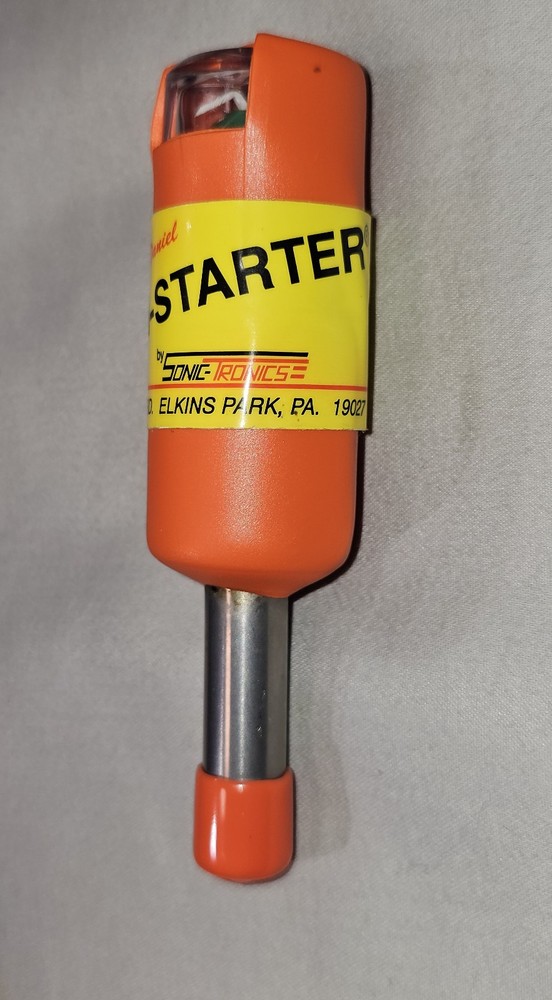 -STARTER®
by SONIC-TRONICS
D. ELKINS PARK, PA. 19027